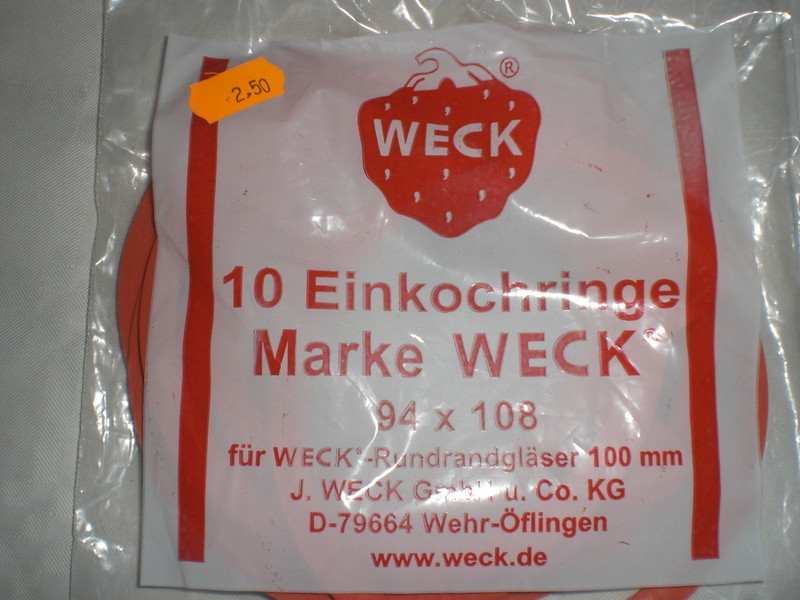 2.50
®
WECK
10 Einkochringe
Marke WECK®
94 x 108
für WECK®-Rundrandgläser 100 mm
J. WECK GmbH u. Co. KG
D-79664 Wehr-Öflingen
www.weck.de